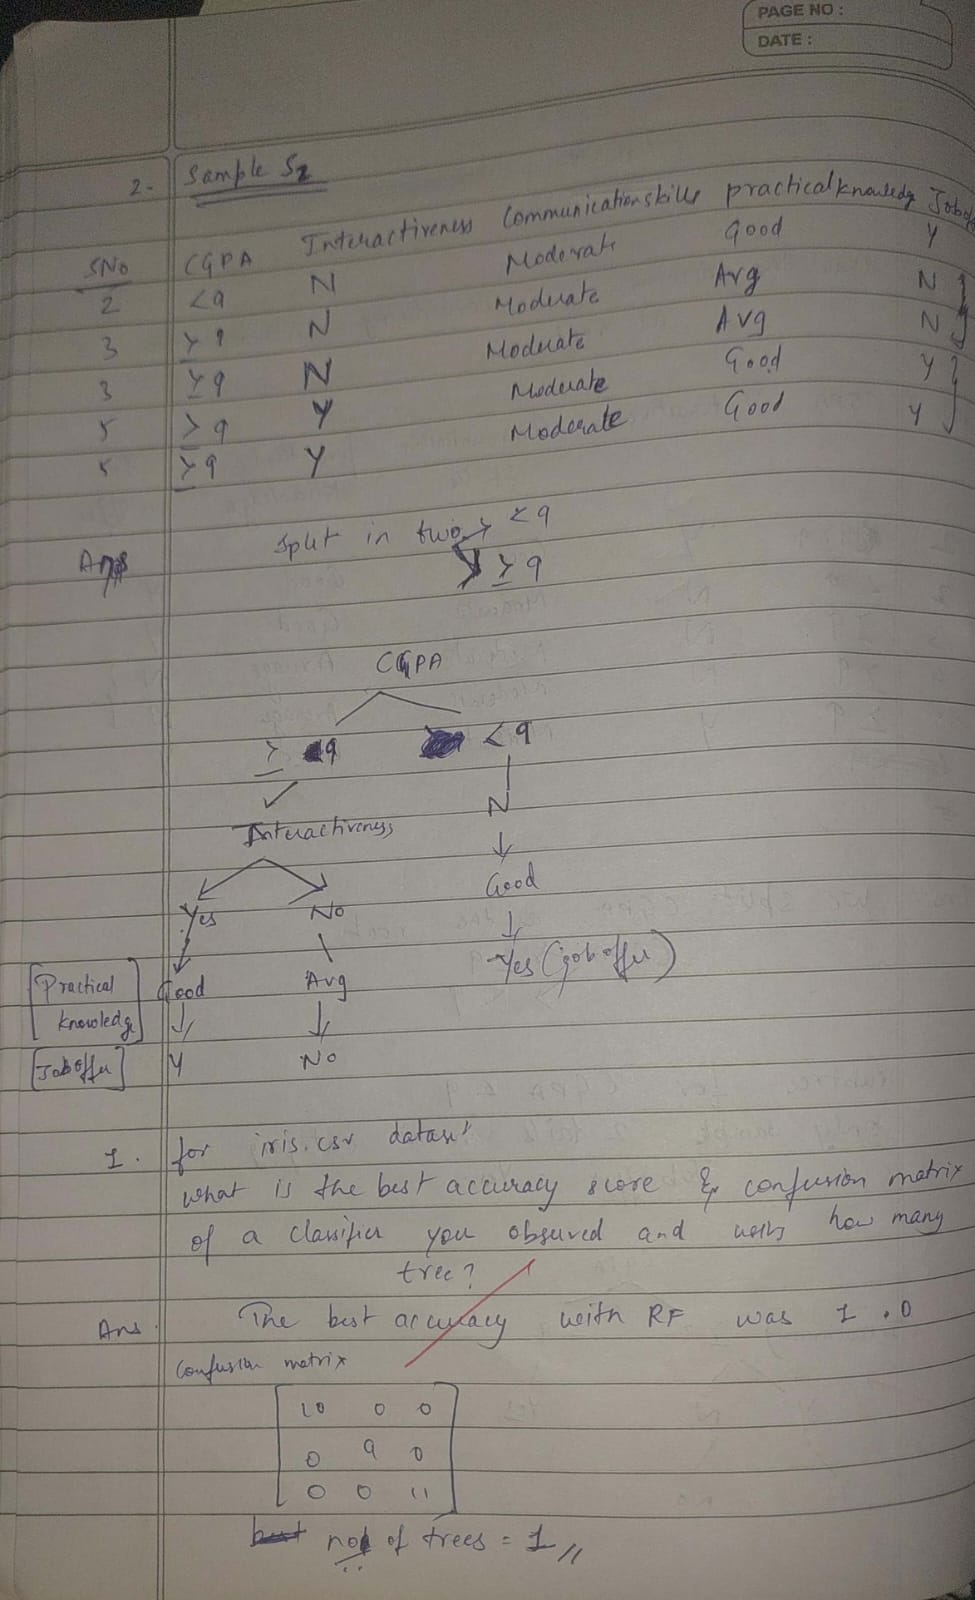 PAGE NO :
DATE :
2- Sample S2
SNo CGPA Interactiveness Communication skills practical knowledg Joboff
2 <9 N Moderate Good Y
3 ≥9 N Moderate Avg N
3 ≥9 N Moderate Avg N
5 ≥9 Y Moderate Good Y
5 ≥9 Y Moderate Good Y
Ans Split in two → <9
≥9
CGPA
≥ 9 <9
N
Interactiveness
Good
Yes No
Yes (job offer)
[Practical knowledge] Good Avg
[Job offer] Y No
1. for iris.csv dataset
what is the best accuracy score & confusion matrix
of a classifier you observed and using how many
tree?
Ans. The best accuracy with RF was 1.0
Confusion matrix
10 0 0
0 9 0
0 0 11
best no of trees = 1